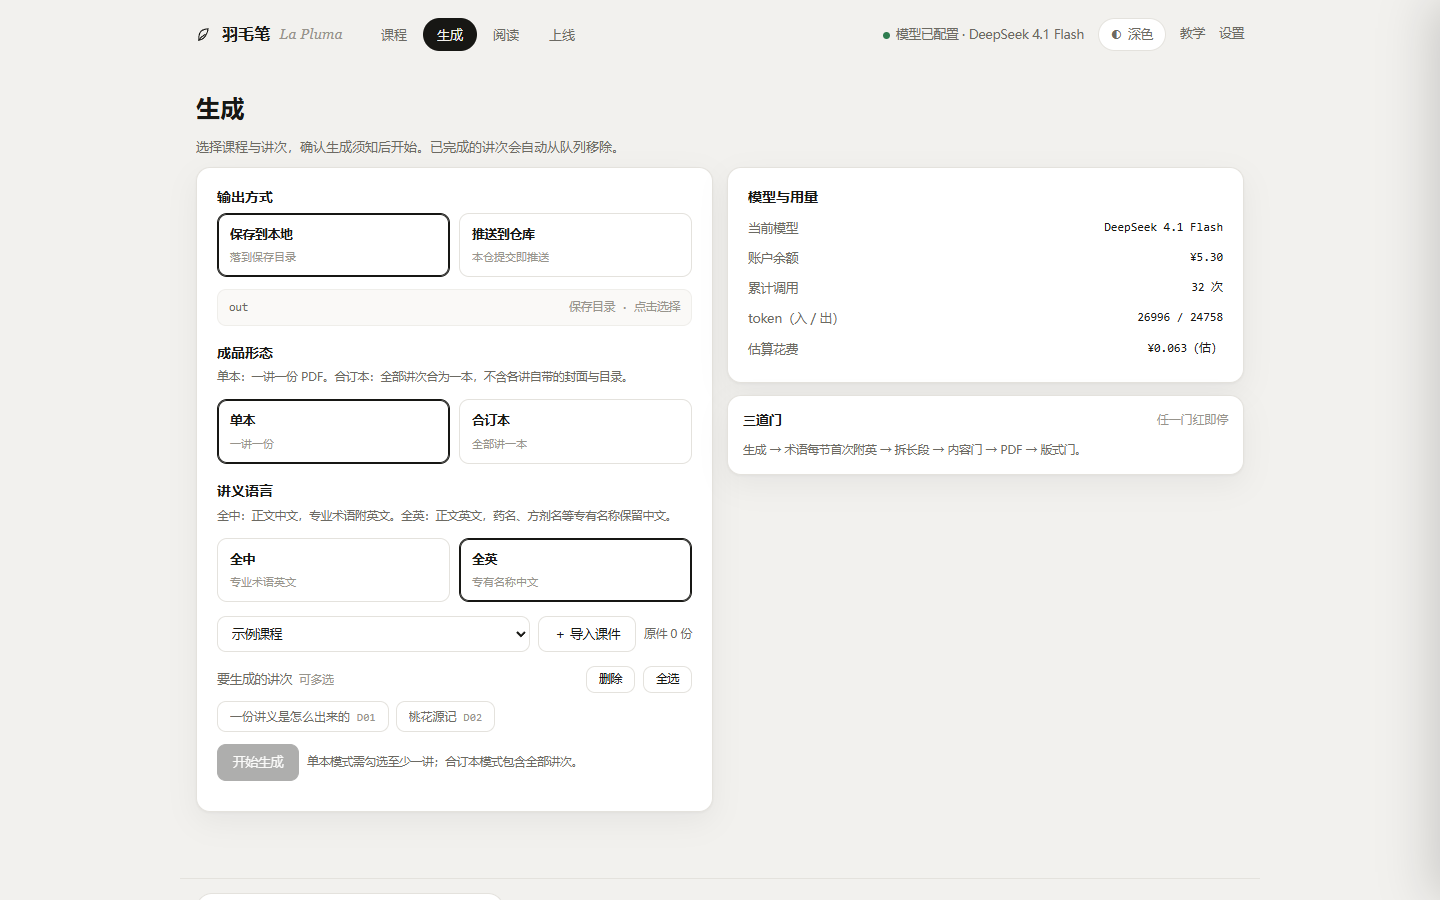 羽毛笔 La Pluma 课程 生成 阅读 上线 模型已配置 · DeepSeek 4.1 Flash 深色 教学 设置
生成
选择课程与讲次，确认生成须知后开始。已完成的讲次会自动从队列移除。
输出方式
保存到本地 推送到仓库
落到保存目录 本仓提交即推送
out 保存目录 · 点击选择
成品形态
单本：一讲一份 PDF。合订本：全部讲次合为一本，不含各讲自带的封面与目录。
单本 合订本
一讲一份 全部讲一本
讲义语言
全中：正文中文，专业术语附英文。全英：正文英文，药名、方剂名等专有名称保留中文。
全中 全英
专业术语英文 专有名称中文
示例课程 + 导入课件 原件 0 份
要生成的讲次 可多选 删除 全选
一份讲义是怎么出来的 D01 桃花源记 D02
开始生成 单本模式需勾选至少一讲；合订本模式包含全部讲次。
模型与用量
当前模型 DeepSeek 4.1 Flash
账户余额 ¥5.30
累计调用 32 次
token（入 / 出） 26996 / 24758
估算花费 ¥0.063（估）
三道门 任一门红即停
生成 → 术语每节首次附英 → 拆长段 → 内容门 → PDF → 版式门。